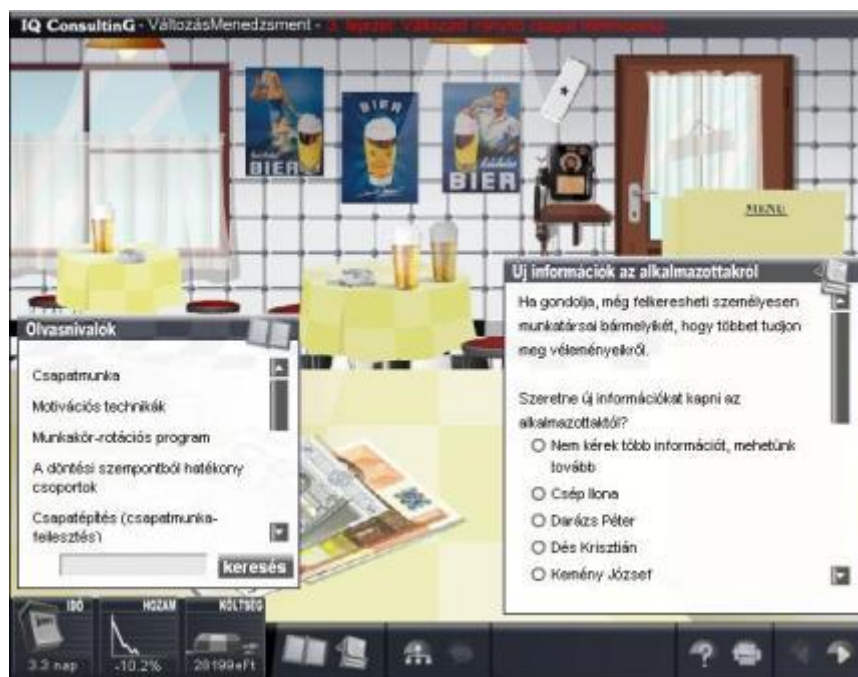 IQ ConsultinG - VáltozásMenedzsment - 3. fejezet:
BIER
BIER
BIER
MENU
Olvasnivalók
Csapatmunka
Motivációs technikák
Munkakör-rotációs program
A döntési szempontból hatékony
csoportok
Csapatépítés (csapatmunka-
fejlesztés)
keresés
Új információk az alkalmazottakról
Ha gondolja, még felkeresheti személyesen
munkatársai bármelyikét, hogy többet tudjon
meg véleményeikről.
Szeretne új információkat kapni az
alkalmazottaktól?
Nem kérek több információt, mehetünk
tovább
Csép Ilona
Darázs Péter
Dés Krisztián
Kemény József
IDŐ HOZAM KÖLTSÉG
3.3 nap -10.2% 28199eFt